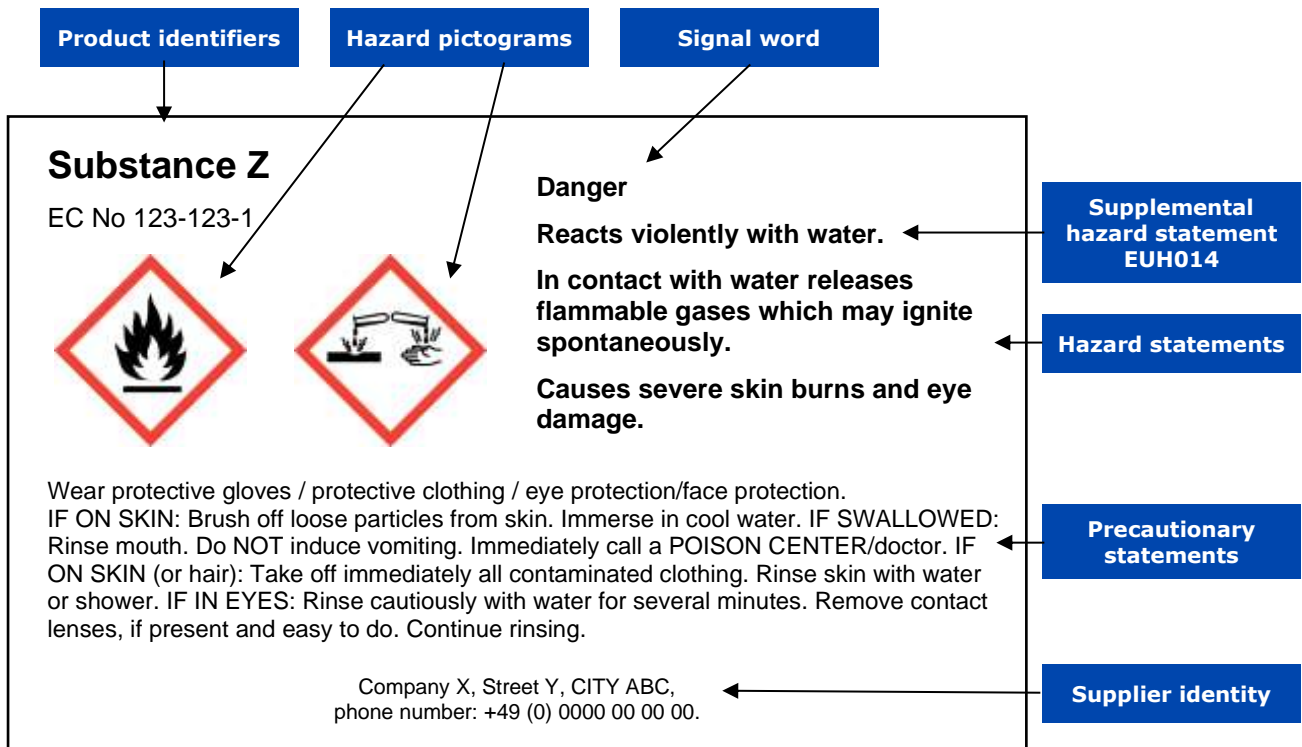 Product identifiers
Hazard pictograms
Signal word
Substance Z
EC No 123-123-1
Danger
Reacts violently with water.
In contact with water releases
flammable gases which may ignite
spontaneously.
Causes severe skin burns and eye
damage.
Supplemental
hazard statement
EUH014
Hazard statements
Wear protective gloves / protective clothing / eye protection/face protection.
IF ON SKIN: Brush off loose particles from skin. Immerse in cool water. IF SWALLOWED:
Rinse mouth. Do NOT induce vomiting. Immediately call a POISON CENTER/doctor. IF
ON SKIN (or hair): Take off immediately all contaminated clothing. Rinse skin with water
or shower. IF IN EYES: Rinse cautiously with water for several minutes. Remove contact
lenses, if present and easy to do. Continue rinsing.
Precautionary
statements
Company X, Street Y, CITY ABC,
phone number: +49 (0) 0000 00 00 00.
Supplier identity